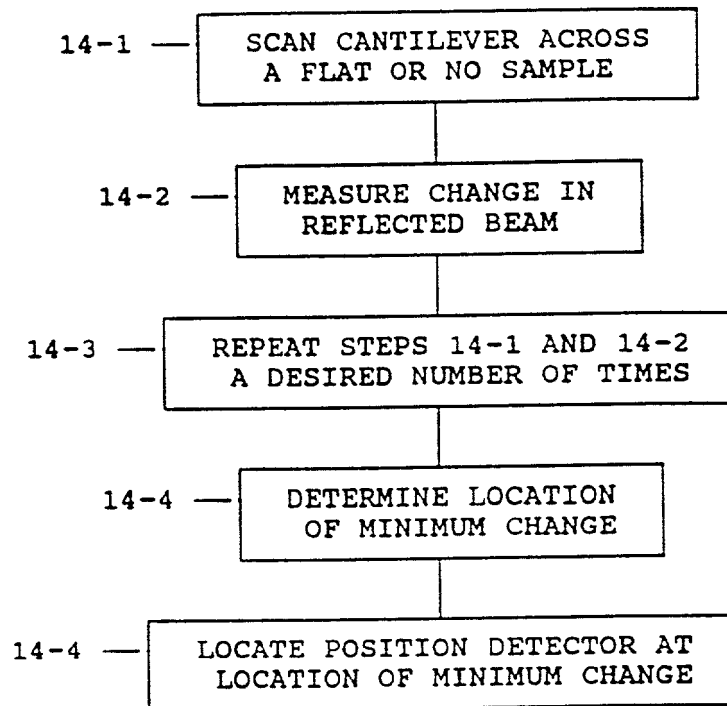 14-1 — SCAN CANTILEVER ACROSS
A FLAT OR NO SAMPLE
14-2 — MEASURE CHANGE IN
REFLECTED BEAM
14-3 — REPEAT STEPS 14-1 AND 14-2
A DESIRED NUMBER OF TIMES
14-4 — DETERMINE LOCATION
OF MINIMUM CHANGE
14-4 — LOCATE POSITION DETECTOR AT
LOCATION OF MINIMUM CHANGE